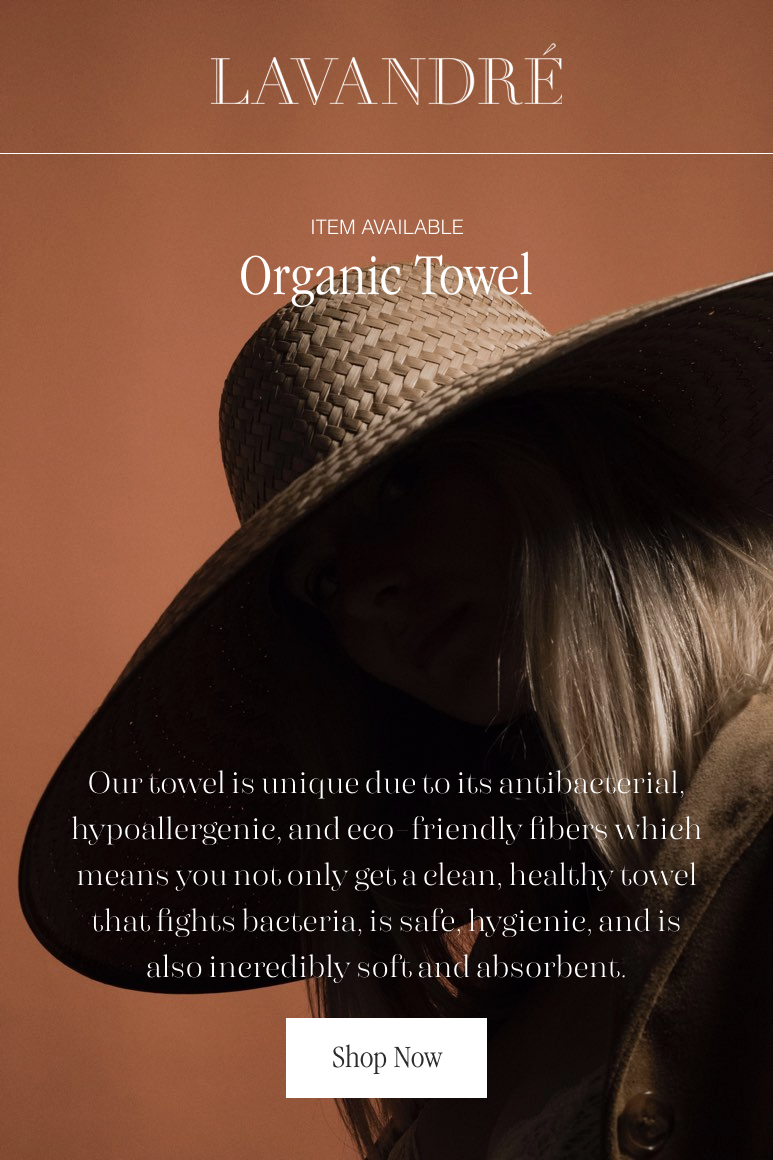 LAVANDRÉ
ITEM AVAILABLE
Organic Towel
Our towel is unique due to its antibacterial,
hypoallergenic, and eco-friendly fibers which
means you not only get a clean, healthy towel
that fights bacteria, is safe, hygienic, and is
also incredibly soft and absorbent.
Shop Now